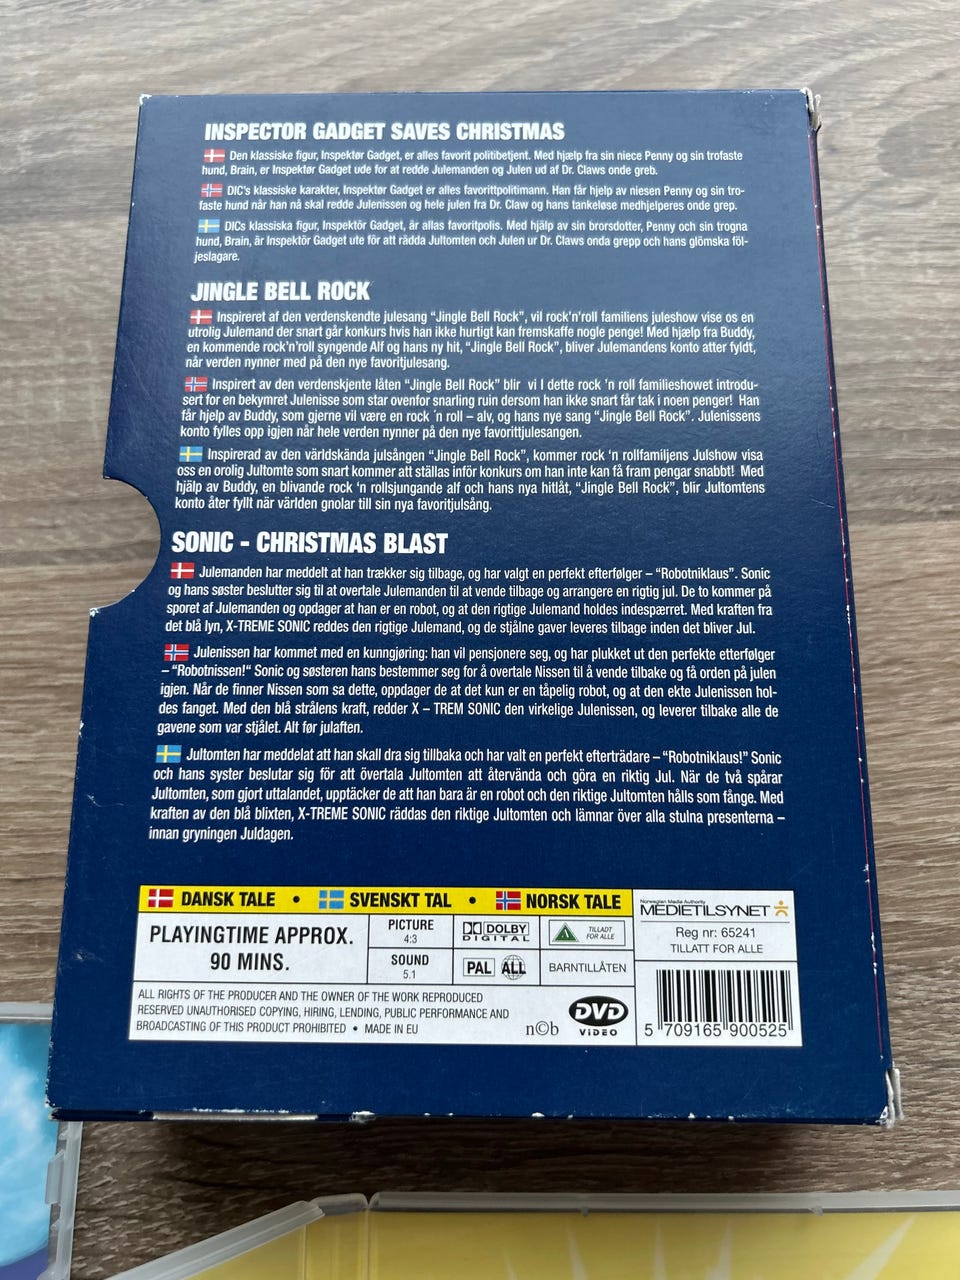 INSPECTOR GADGET SAVES CHRISTMAS
Den klassiske figur, Inspektør Gadget, er alles favorit politibetjent. Med hjælp fra sin niece Penny og sin trofaste
hund, Brain, er Inspektør Gadget ude for at redde Julemanden og Julen ud af Dr. Claws onde greb.
DIC's klassiske karakter, Inspektør Gadget er alles favorittpolitimann. Han får hjelp av niesen Penny og sin tro-
faste hund når han nå skal redde Julenissen og hele julen fra Dr. Claw og hans tankeløse medhjelperes onde grep.
DICs klassiska figur, Inspektör Gadget, är allas favoritpolis. Med hjälp av sin brorsdotter, Penny och sin trogna
hund, Brain, är Inspektör Gadget ute för att rädda Jultomten och Julen ur Dr. Claws onda grepp och hans glömska föl-
jeslagare.
JINGLE BELL ROCK
Inspireret af den verdenskendte julesang "Jingle Bell Rock", vil rock'n'roll familiens juleshow vise os en
utrolig Julemand der snart går konkurs hvis han ikke hurtigt kan fremskaffe nogle penge! Med hjælp fra Buddy,
en kommende rock'n'roll syngende Alf og hans ny hit, "Jingle Bell Rock", bliver Julemandens konto atter fyldt,
når verden nynner med på den nye favoritjulesang.
Inspirert av den verdenskjente låten "Jingle Bell Rock" blir vi I dette rock 'n roll familieshowet introdu-
sert for en bekymret Julenisse som star ovenfor snarling ruin dersom han ikke snart får tak i noen penger! Han
får hjelp av Buddy, som gjerne vil være en rock ´n roll – alv, og hans nye sang "Jingle Bell Rock". Julenissens
konto fylles opp igjen når hele verden nynner på den nye favorittjulesangen.
Inspirerad av den världskända julsången "Jingle Bell Rock", kommer rock 'n rollfamiljens Julshow visa
oss en orolig Jultomte som snart kommer att ställas inför konkurs om han inte kan få fram pengar snabbt! Med
hjälp av Buddy, en blivande rock 'n rollsjungande alf och hans nya hitlåt, "Jingle Bell Rock", blir Jultomtens
konto åter fyllt när världen gnolar till sin nya favoritjulsång.
SONIC - CHRISTMAS BLAST
Julemanden har meddelt at han trækker sig tilbage, og har valgt en perfekt efterfølger – "Robotniklaus". Sonic
og hans søster beslutter sig til at overtale Julemanden til at vende tilbage og arrangere en rigtig jul. De to kommer på
sporet af Julemanden og opdager at han er en robot, og at den rigtige Julemand holdes indespærret. Med kraften fra
det blå lyn, X-TREME SONIC reddes den rigtige Julemand, og de stjålne gaver leveres tilbage inden det bliver Jul.
Julenissen har kommet med en kunngjøring: han vil pensjonere seg, og har plukket ut den perfekte etterfølger
– "Robotnissen!" Sonic og søsteren hans bestemmer seg for å overtale Nissen til å vende tilbake og få orden på julen
igjen. Når de finner Nissen som sa dette, oppdager de at det kun er en tåpelig robot, og at den ekte Julenissen hol-
des fanget. Med den blå strålens kraft, redder X – TREM SONIC den virkelige Julenissen, og leverer tilbake alle de
gavene som var stjålet. Alt før julaften.
Jultomten har meddelat att han skall dra sig tillbaka och har valt en perfekt efterträdare – "Robotniklaus!" Sonic
och hans syster beslutar sig för att övertala Jultomten att återvända och göra en riktig Jul. När de två spårar
Jultomten, som gjort uttalandet, upptäcker de att han bara är en robot och den riktige Jultomten hålls som fånge. Med
kraften av den blå blixten, X-TREME SONIC räddas den riktige Jultomten och lämnar över alla stulna presenterna –
innan gryningen Juldagen.
DANSK TALE • SVENSKT TAL • NORSK TALE
PLAYINGTIME APPROX.
90 MINS.
PICTURE
4:3
SOUND
5.1
DOLBY
DIGITAL
PAL ALL
TILLADT
FOR ALLE
BARNTILLÅTEN
ALL RIGHTS OF THE PRODUCER AND THE OWNER OF THE WORK REPRODUCED
RESERVED UNAUTHORISED COPYING, HIRING, LENDING, PUBLIC PERFORMANCE AND
BROADCASTING OF THIS PRODUCT PROHIBITED • MADE IN EU
n©b
DVD
VIDEO
Norwegian Media Authority
MEDIETILSYNET
Reg nr: 65241
TILLATT FOR ALLE
5 709165 900525